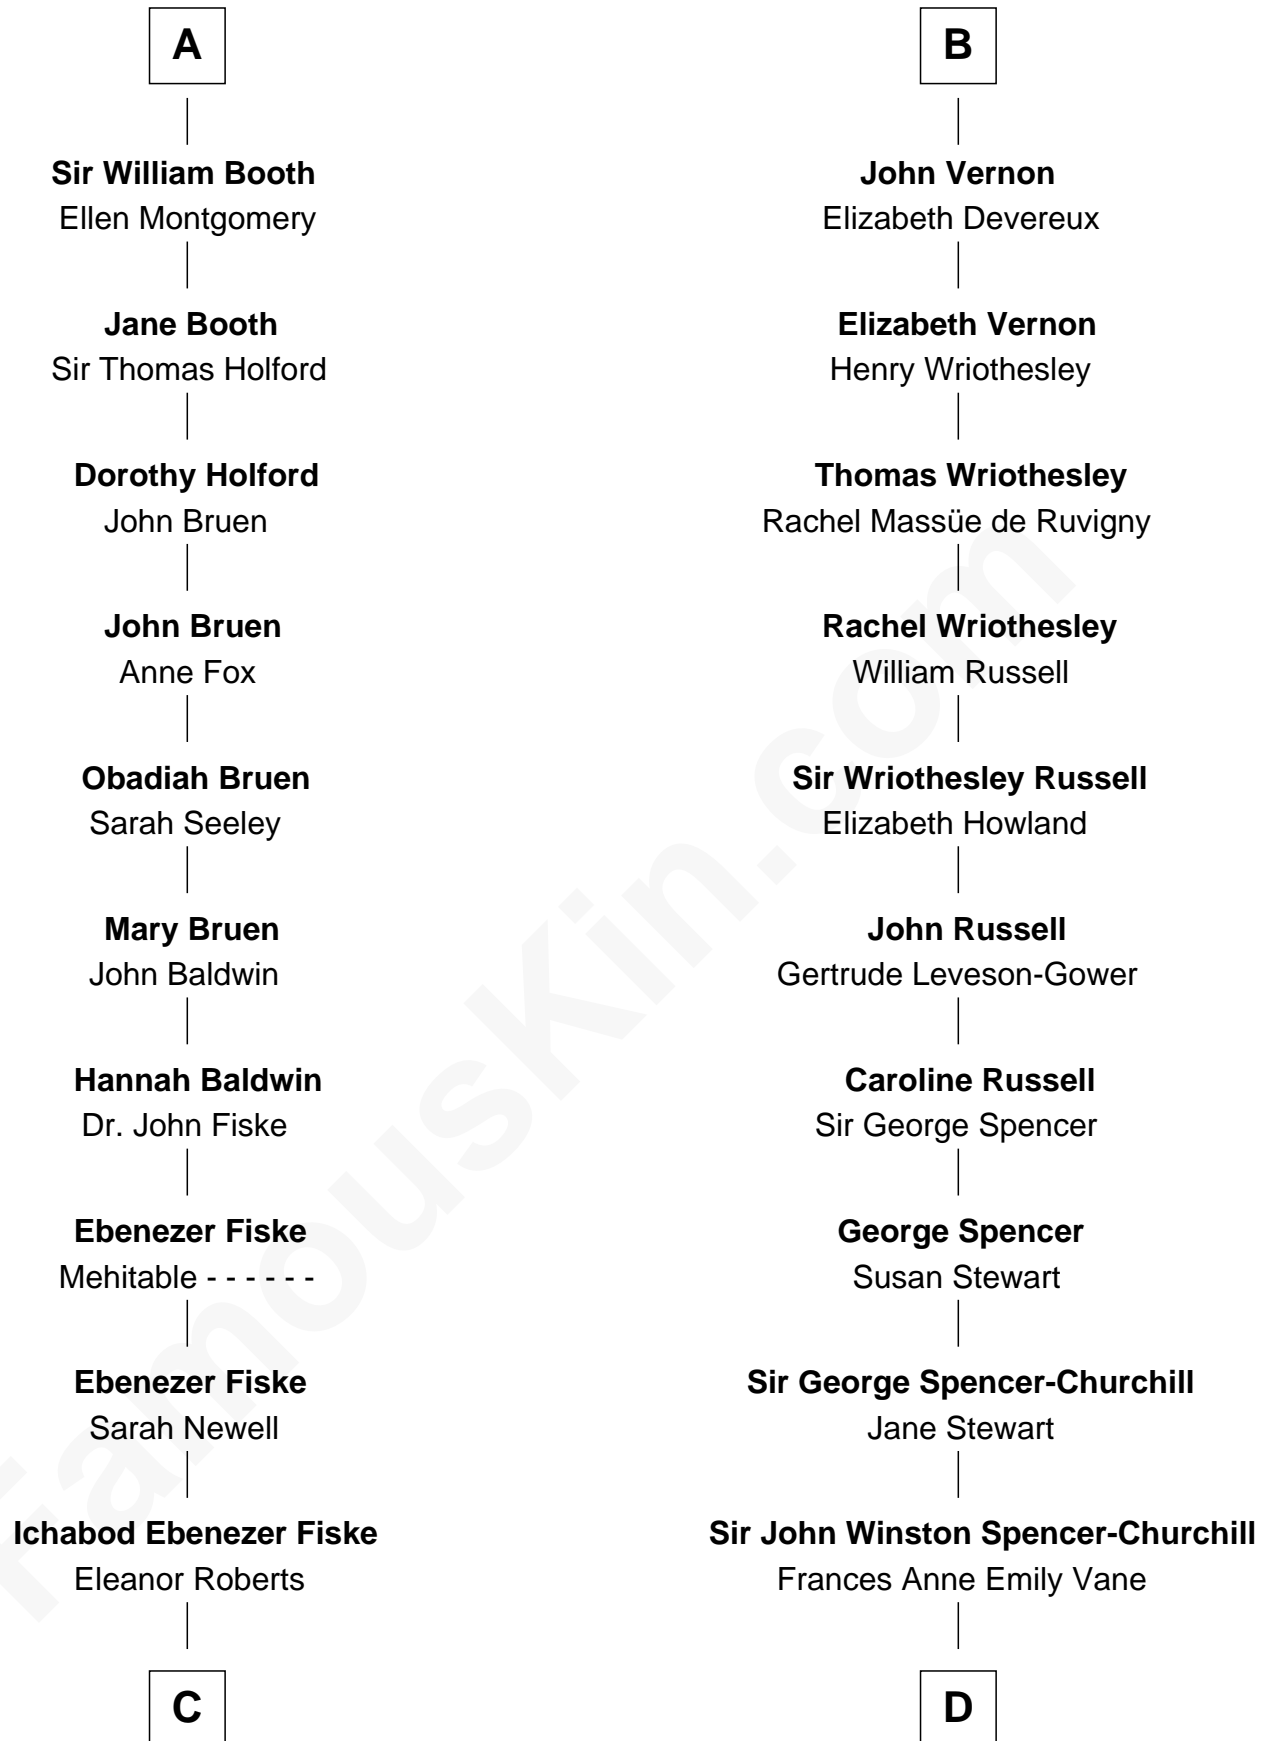 A
Sir William Booth
Ellen Montgomery
Jane Booth
Sir Thomas Holford
Dorothy Holford
John Bruen
John Bruen
Anne Fox
Obadiah Bruen
Sarah Seeley
Mary Bruen
John Baldwin
Hannah Baldwin
Dr. John Fiske
Ebenezer Fiske
Mehitable - - - - - -
Ebenezer Fiske
Sarah Newell
Ichabod Ebenezer Fiske
Eleanor Roberts
C
B
John Vernon
Elizabeth Devereux
Elizabeth Vernon
Henry Wriothesley
Thomas Wriothesley
Rachel Massüe de Ruvigny
Rachel Wriothesley
William Russell
Sir Wriothesley Russell
Elizabeth Howland
John Russell
Gertrude Leveson-Gower
Caroline Russell
Sir George Spencer
George Spencer
Susan Stewart
Sir George Spencer-Churchill
Jane Stewart
Sir John Winston Spencer-Churchill
Frances Anne Emily Vane
D
FamousKin.com